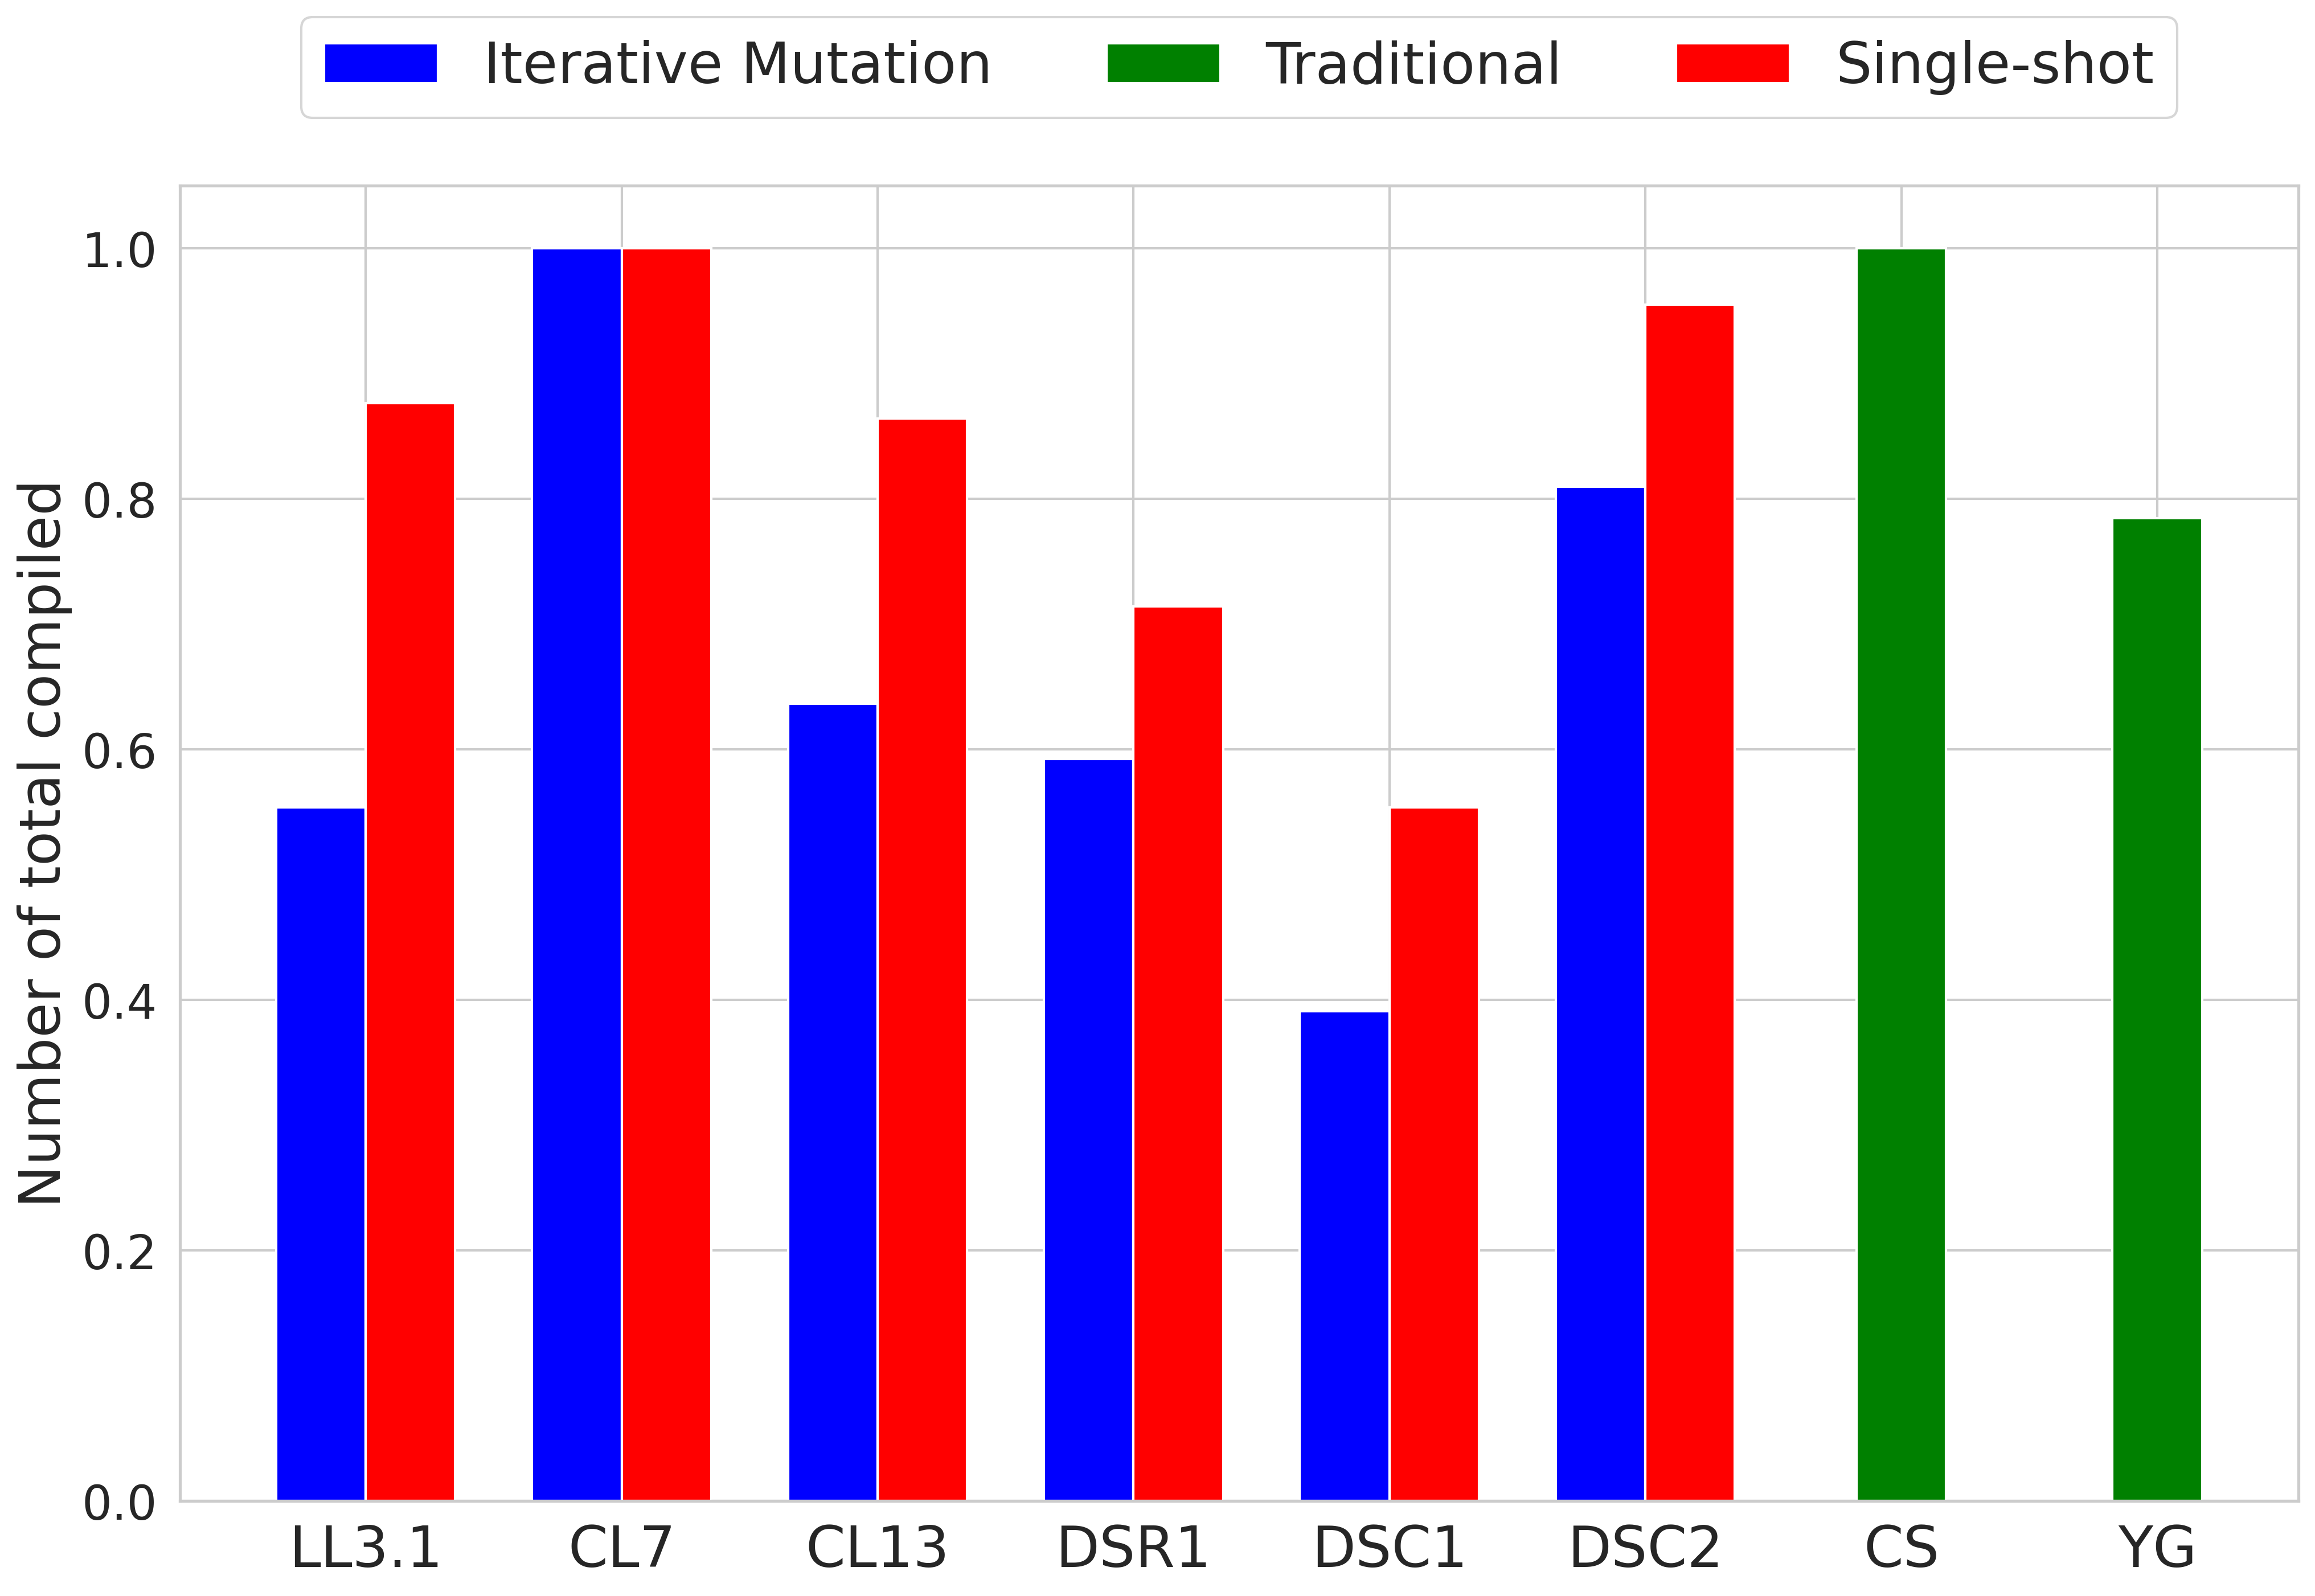 Iterative Mutation Traditional Single-shot
Number of total compiled
1.0
0.8
0.6
0.4
0.2
0.0
LL3.1 CL7 CL13 DSR1 DSC1 DSC2 CS YG